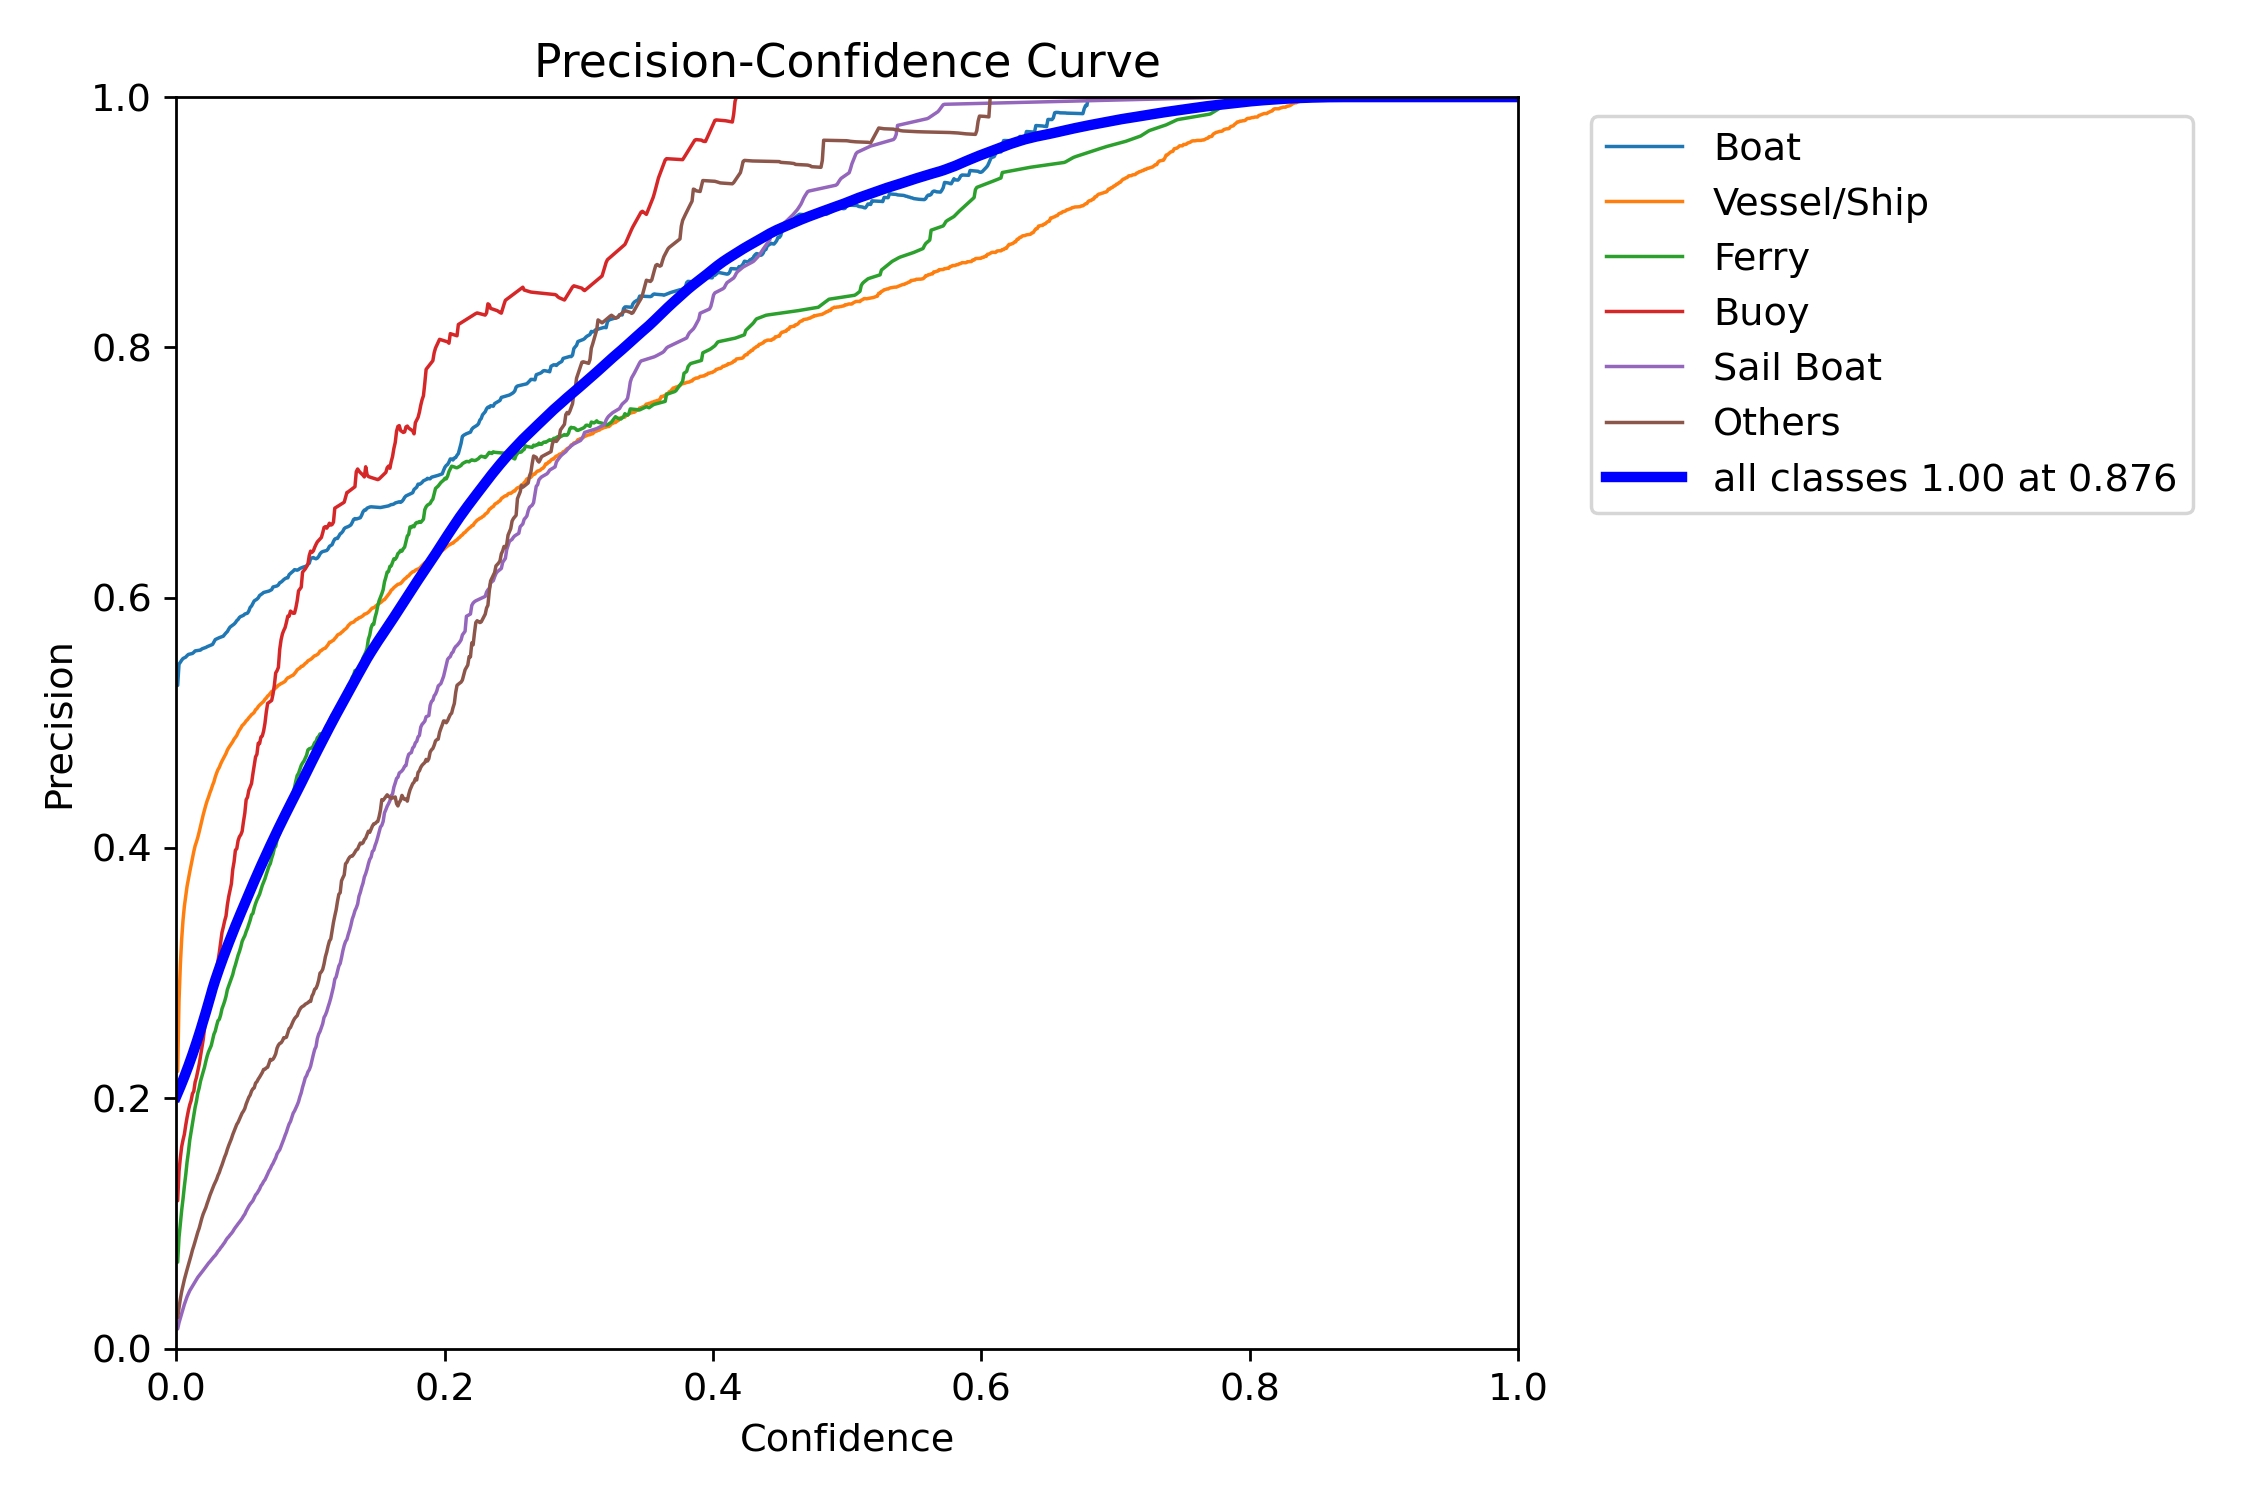 Precision-Confidence Curve
1.0
0.8
0.6
0.4
0.2
0.0
Precision
0.0 0.2 0.4 0.6 0.8 1.0
Confidence
Boat
Vessel/Ship
Ferry
Buoy
Sail Boat
Others
all classes 1.00 at 0.876